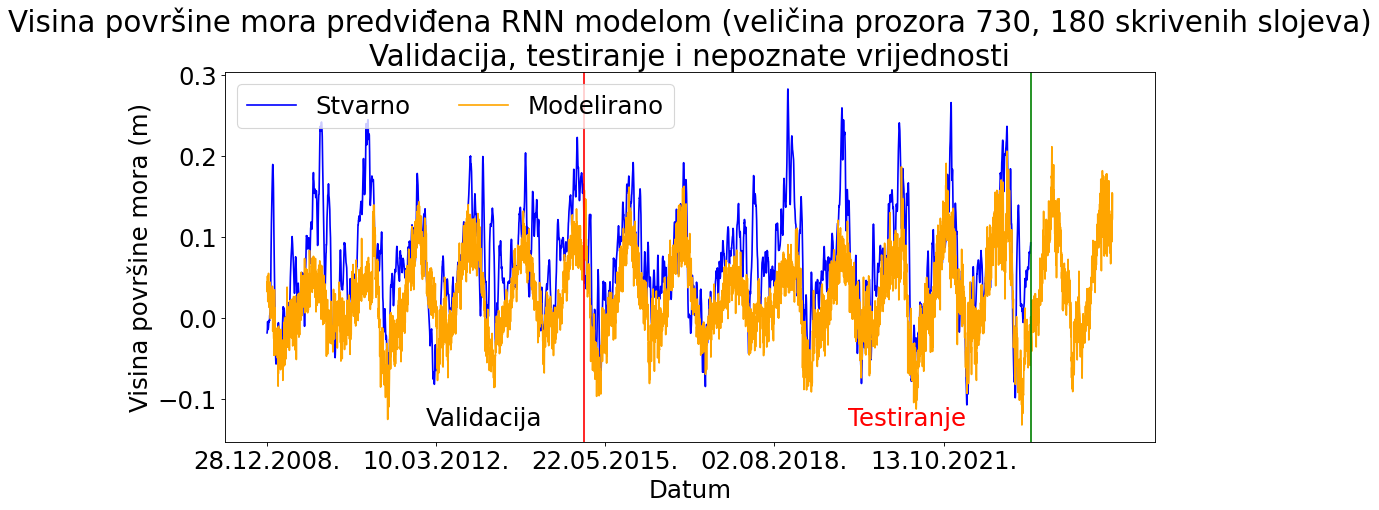 Visina površine mora predviđena RNN modelom (veličina prozora 730, 180 skrivenih slojeva)
Validacija, testiranje i nepoznate vrijednosti
Stvarno Modelirano
Visina površine mora (m)
0.3
0.2
0.1
0.0
−0.1
Validacija
Testiranje
28.12.2008. 10.03.2012. 22.05.2015. 02.08.2018. 13.10.2021.
Datum